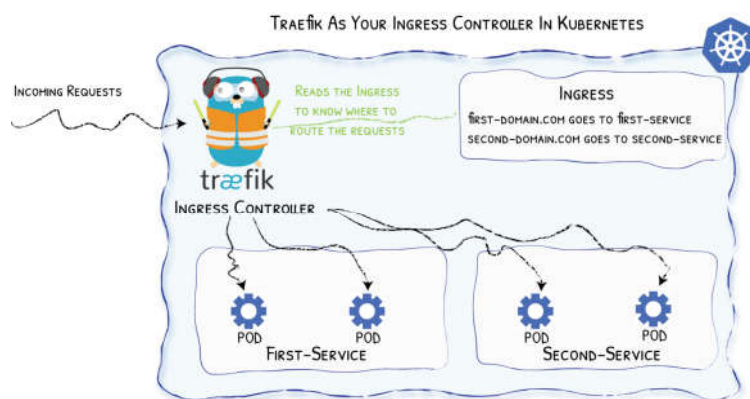 Traefik As Your Ingress Controller In Kubernetes
Incoming Requests
Reads the Ingress
to know where to
route the requests
Ingress
first-domain.com goes to first-service
second-domain.com goes to second-service
træfik
Ingress Controller
Pod
Pod
First-Service
Pod
Pod
Second-Service